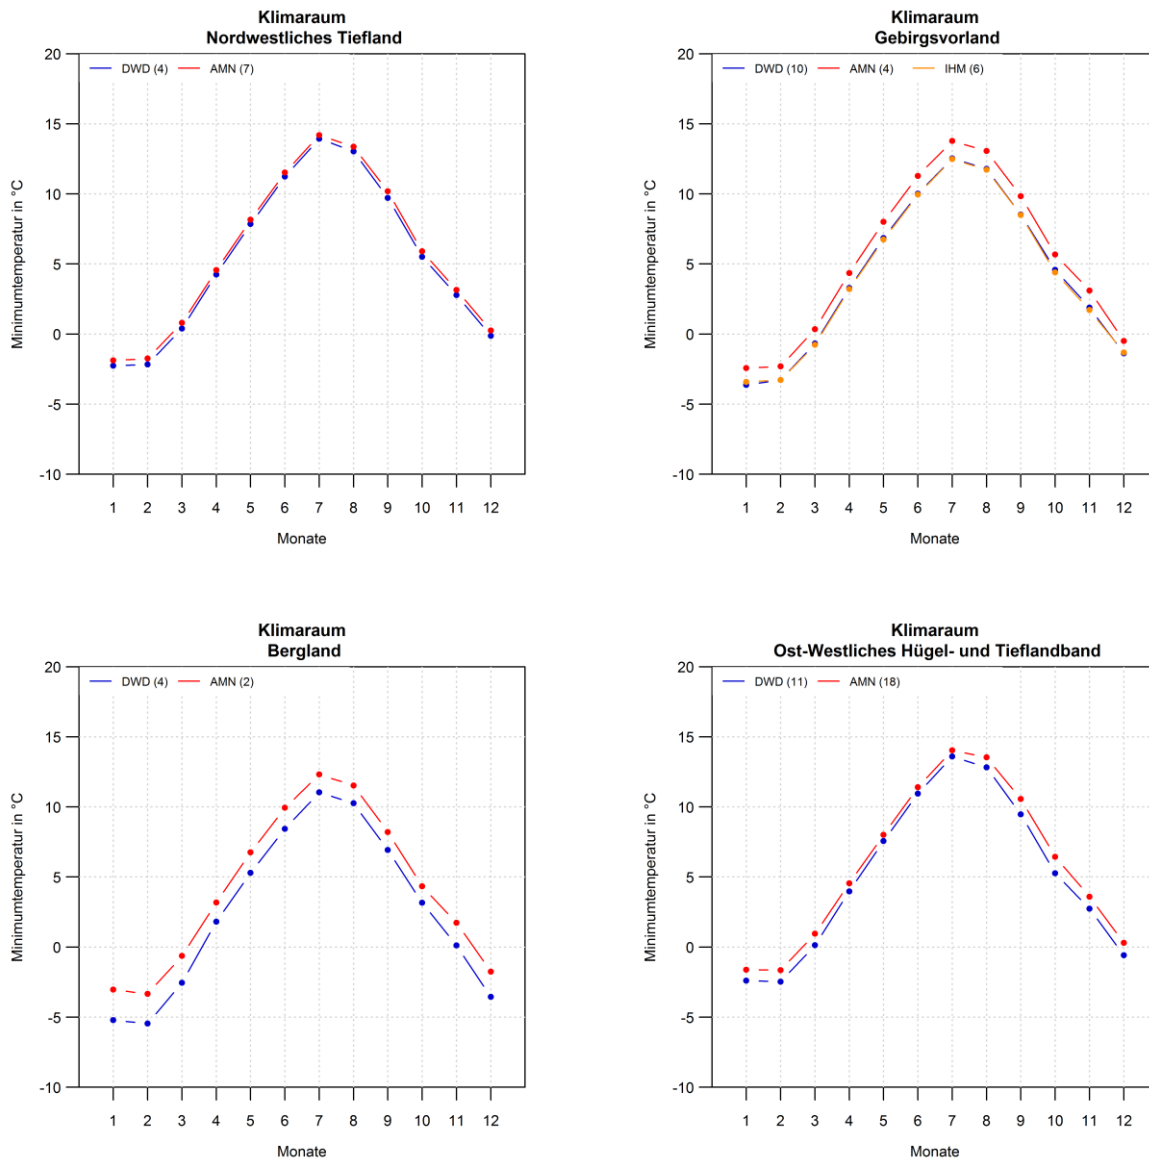 Klimaraum
Nordwestliches Tiefland
DWD (4) AMN (7)
Minimumtemperatur in °C
20
15
10
5
0
-5
-10
1 2 3 4 5 6 7 8 9 10 11 12
Monate
Klimaraum
Gebirgsvorland
DWD (10) AMN (4) IHM (6)
Minimumtemperatur in °C
20
15
10
5
0
-5
-10
1 2 3 4 5 6 7 8 9 10 11 12
Monate
Klimaraum
Bergland
DWD (4) AMN (2)
Minimumtemperatur in °C
20
15
10
5
0
-5
-10
1 2 3 4 5 6 7 8 9 10 11 12
Monate
Klimaraum
Ost-Westliches Hügel- und Tieflandband
DWD (11) AMN (18)
Minimumtemperatur in °C
20
15
10
5
0
-5
-10
1 2 3 4 5 6 7 8 9 10 11 12
Monate